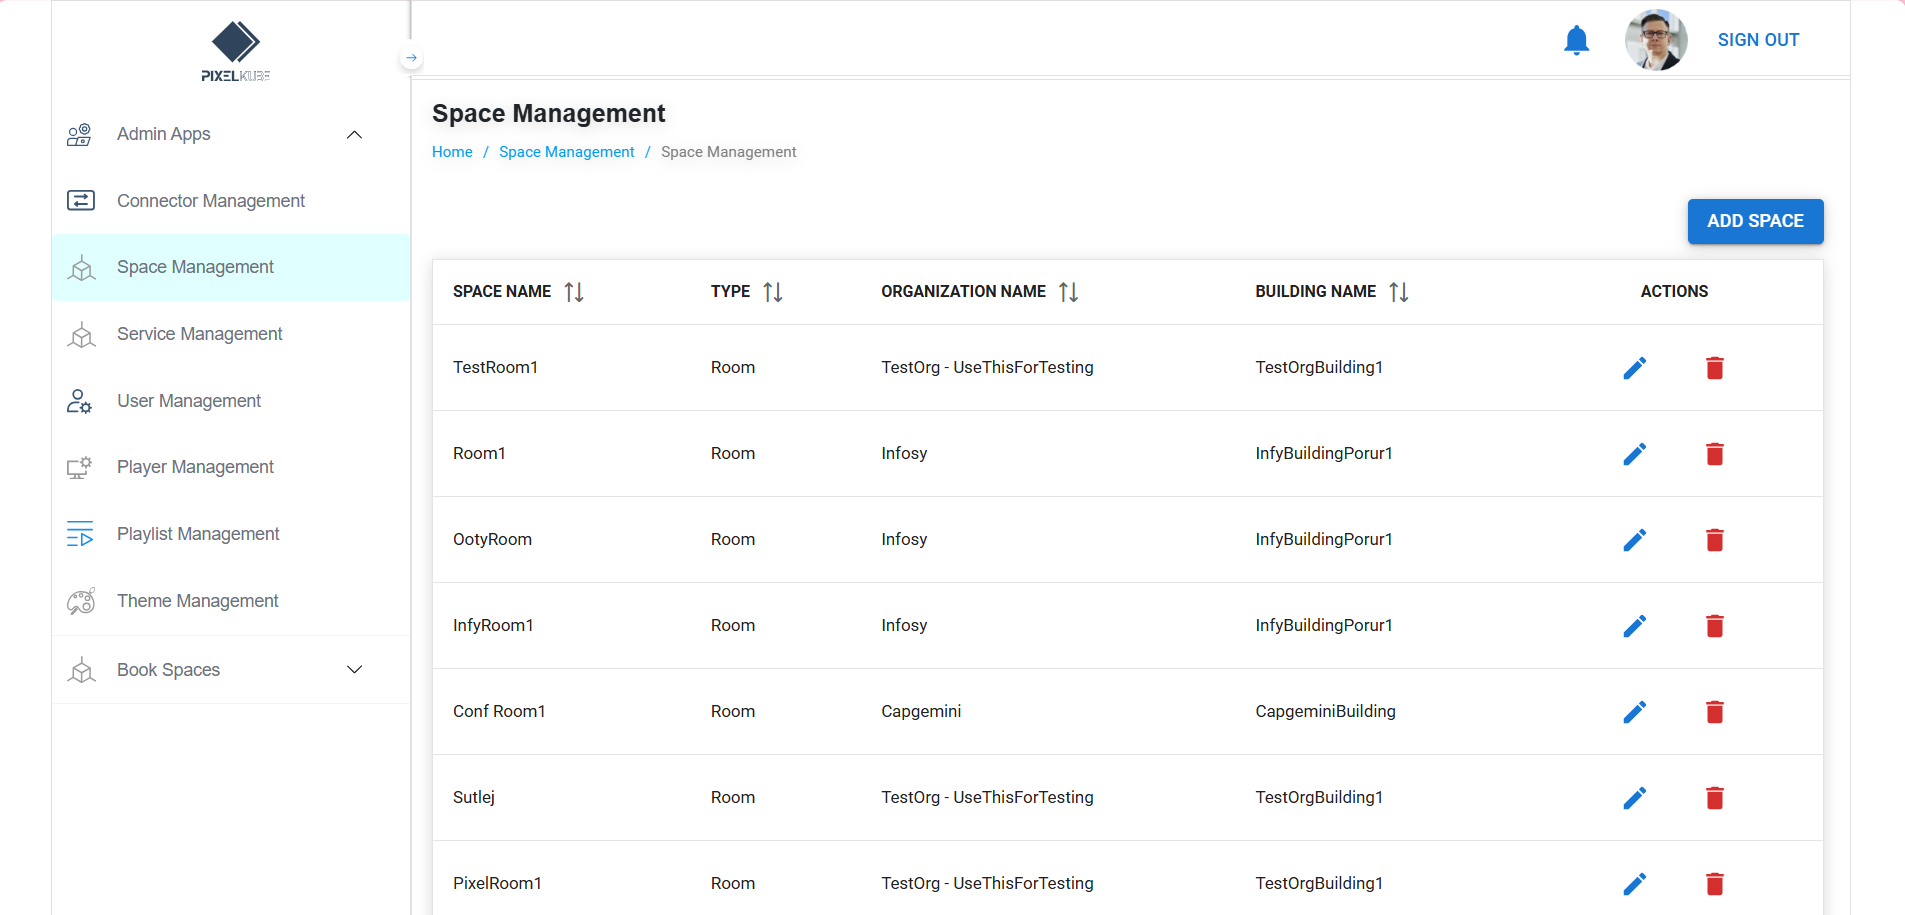 PIXELKUBE
SIGN OUT
Admin Apps
Connector Management
Space Management
Service Management
User Management
Player Management
Playlist Management
Theme Management
Book Spaces
Space Management
Home / Space Management / Space Management
ADD SPACE
SPACE NAME TYPE ORGANIZATION NAME BUILDING NAME ACTIONS
TestRoom1 Room TestOrg - UseThisForTesting TestOrgBuilding1
Room1 Room Infosy InfyBuildingPorur1
OotyRoom Room Infosy InfyBuildingPorur1
InfyRoom1 Room Infosy InfyBuildingPorur1
Conf Room1 Room Capgemini CapgeminiBuilding
Sutlej Room TestOrg - UseThisForTesting TestOrgBuilding1
PixelRoom1 Room TestOrg - UseThisForTesting TestOrgBuilding1